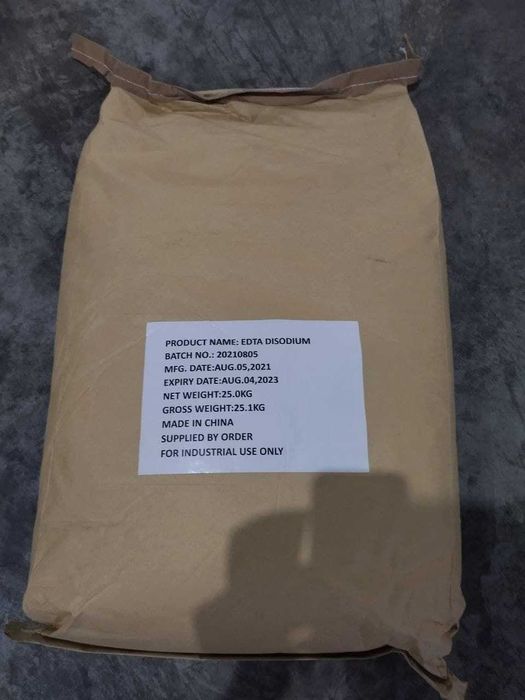 PRODUCT NAME: EDTA DISODIUM
BATCH NO.: 20210805
MFG. DATE:AUG.05,2021
EXPIRY DATE:AUG.04,2023
NET WEIGHT:25.0KG
GROSS WEIGHT:25.1KG
MADE IN CHINA
SUPPLIED BY ORDER
FOR INDUSTRIAL USE ONLY